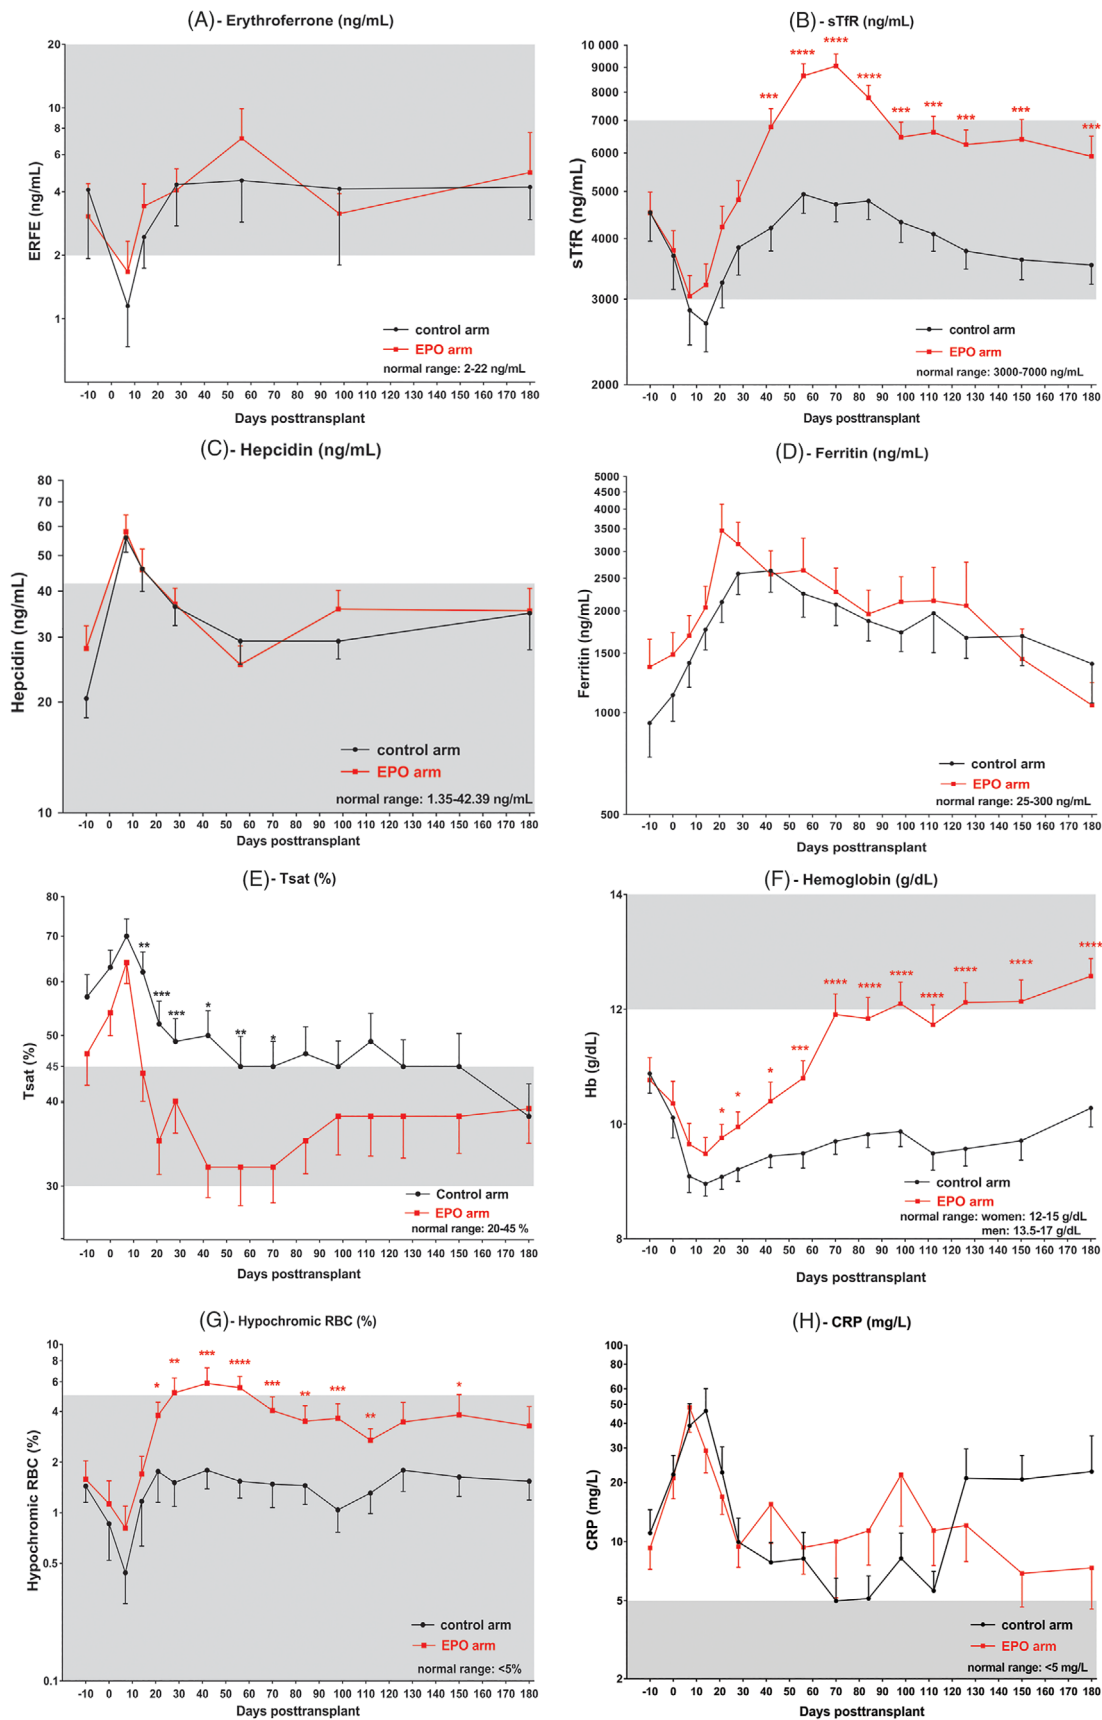 (A) - Erythroferrone (ng/mL)
20
10
8
6
4
2
1
ERFE (ng/mL)
control arm
EPO arm
normal range: 2-22 ng/mL
-10 0 10 20 30 40 50 60 70 80 90 100 110 120 130 140 150 160 170 180
Days posttransplant
(B) - sTfR (ng/mL)
10 000
9000
8000
7000
6000
5000
4000
3000
2000
sTfR (ng/mL)
*** **** **** **** *** *** *** *** ***
control arm
EPO arm
normal range: 3000-7000 ng/mL
-10 0 10 20 30 40 50 60 70 80 90 100 110 120 130 140 150 160 170 180
Days posttransplant
(C) - Hepcidin (ng/mL)
80
70
60
50
40
30
20
10
Hepcidin (ng/mL)
control arm
EPO arm
normal range: 1.35-42.39 ng/mL
-10 0 10 20 30 40 50 60 70 80 90 100 110 120 130 140 150 160 170 180
Days posttransplant
(D) - Ferritin (ng/mL)
5000
4500
4000
3500
3000
2500
2000
1500
1000
500
Ferritin (ng/mL)
control arm
EPO arm
normal range: 25-300 ng/mL
-10 0 10 20 30 40 50 60 70 80 90 100 110 120 130 140 150 160 170 180
Days posttransplant
(E) - Tsat (%)
80
70
60
50
45
40
30
Tsat (%)
** *** *** * ** *
Control arm
EPO arm
normal range: 20-45 %
-10 0 10 20 30 40 50 60 70 80 90 100 110 120 130 140 150 160 170 180
Days posttransplant
(F) - Hemoglobin (g/dL)
14
12
10
8
Hb (g/dL)
* * * *** **** **** **** **** **** **** ****
control arm
EPO arm
normal range: women: 12-15 g/dL
men: 13.5-17 g/dL
-10 0 10 20 30 40 50 60 70 80 90 100 110 120 130 140 150 160 170 180
Days posttransplant
(G) - Hypochromic RBC (%)
10
8
6
4
2
1
0.5
0.1
Hypochromic RBC (%)
* ** *** **** *** ** *** ** *
control arm
EPO arm
normal range: <5%
-10 0 10 20 30 40 50 60 70 80 90 100 110 120 130 140 150 160 170 180
Days posttransplant
(H) - CRP (mg/L)
100
80
60
50
40
30
20
10
5
2
CRP (mg/L)
control arm
EPO arm
normal range: <5 mg/L
-10 0 10 20 30 40 50 60 70 80 90 100 110 120 130 140 150 160 170 180
Days posttransplant